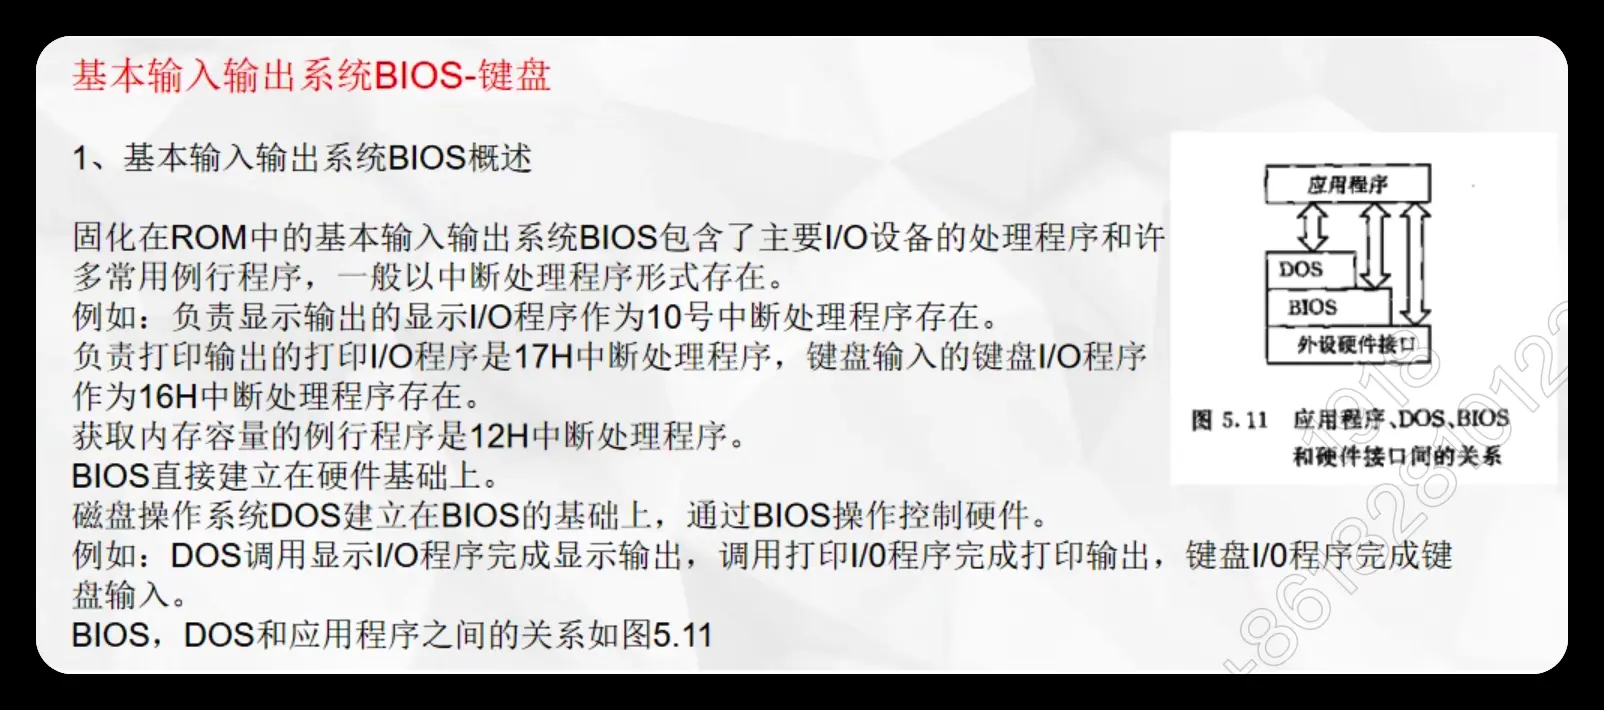 基本输入输出系统BIOS-键盘
1、基本输入输出系统BIOS概述
固化在ROM中的基本输入输出系统BIOS包含了主要I/O设备的处理程序和许
多常用例行程序，一般以中断处理程序形式存在。
例如：负责显示输出的显示I/O程序作为10号中断处理程序存在。
负责打印输出的打印I/O程序是17H中断处理程序，键盘输入的键盘I/O程序
作为16H中断处理程序存在。
获取内存容量的例行程序是12H中断处理程序。
BIOS直接建立在硬件基础上。
磁盘操作系统DOS建立在BIOS的基础上，通过BIOS操作控制硬件。
例如：DOS调用显示I/O程序完成显示输出，调用打印I/0程序完成打印输出，键盘I/0程序完成键
盘输入。
BIOS，DOS和应用程序之间的关系如图5.11
应用程序
DOS
BIOS
外设硬件接口
图 5.11 应用程序、DOS、BIOS
和硬件接口间的关系
1918